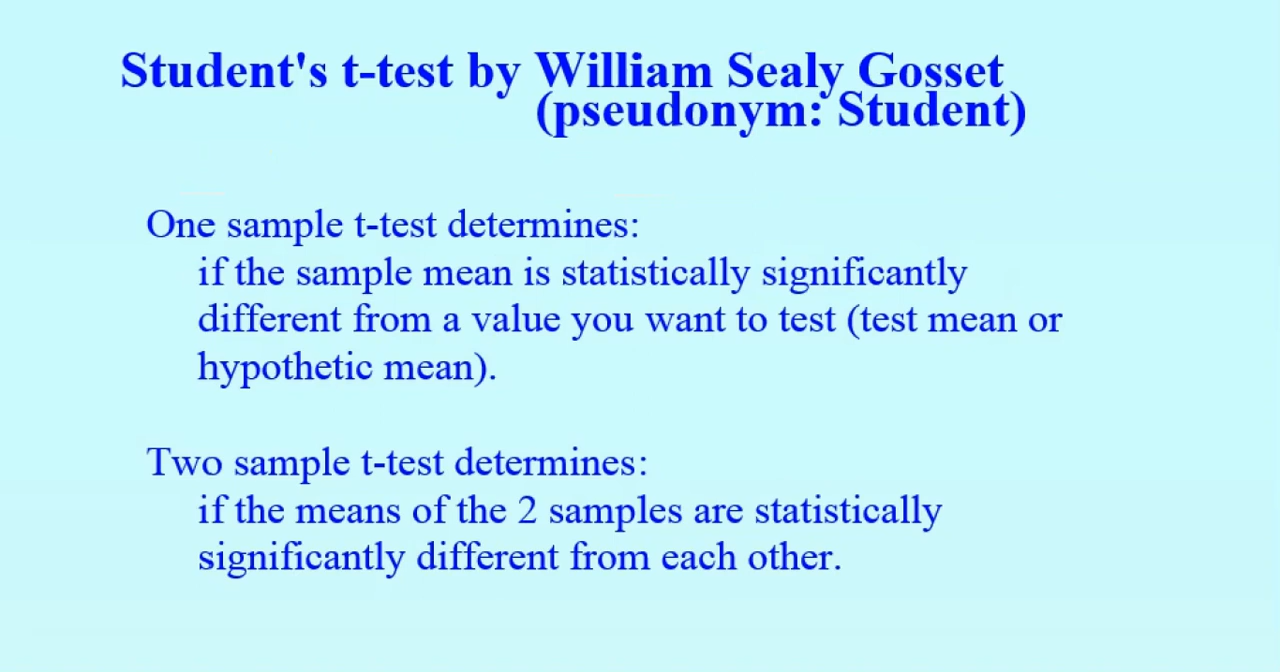 Student's t-test by William Sealy Gosset
(pseudonym: Student)
One sample t-test determines:
if the sample mean is statistically significantly
different from a value you want to test (test mean or
hypothetic mean).
Two sample t-test determines:
if the means of the 2 samples are statistically
significantly different from each other.